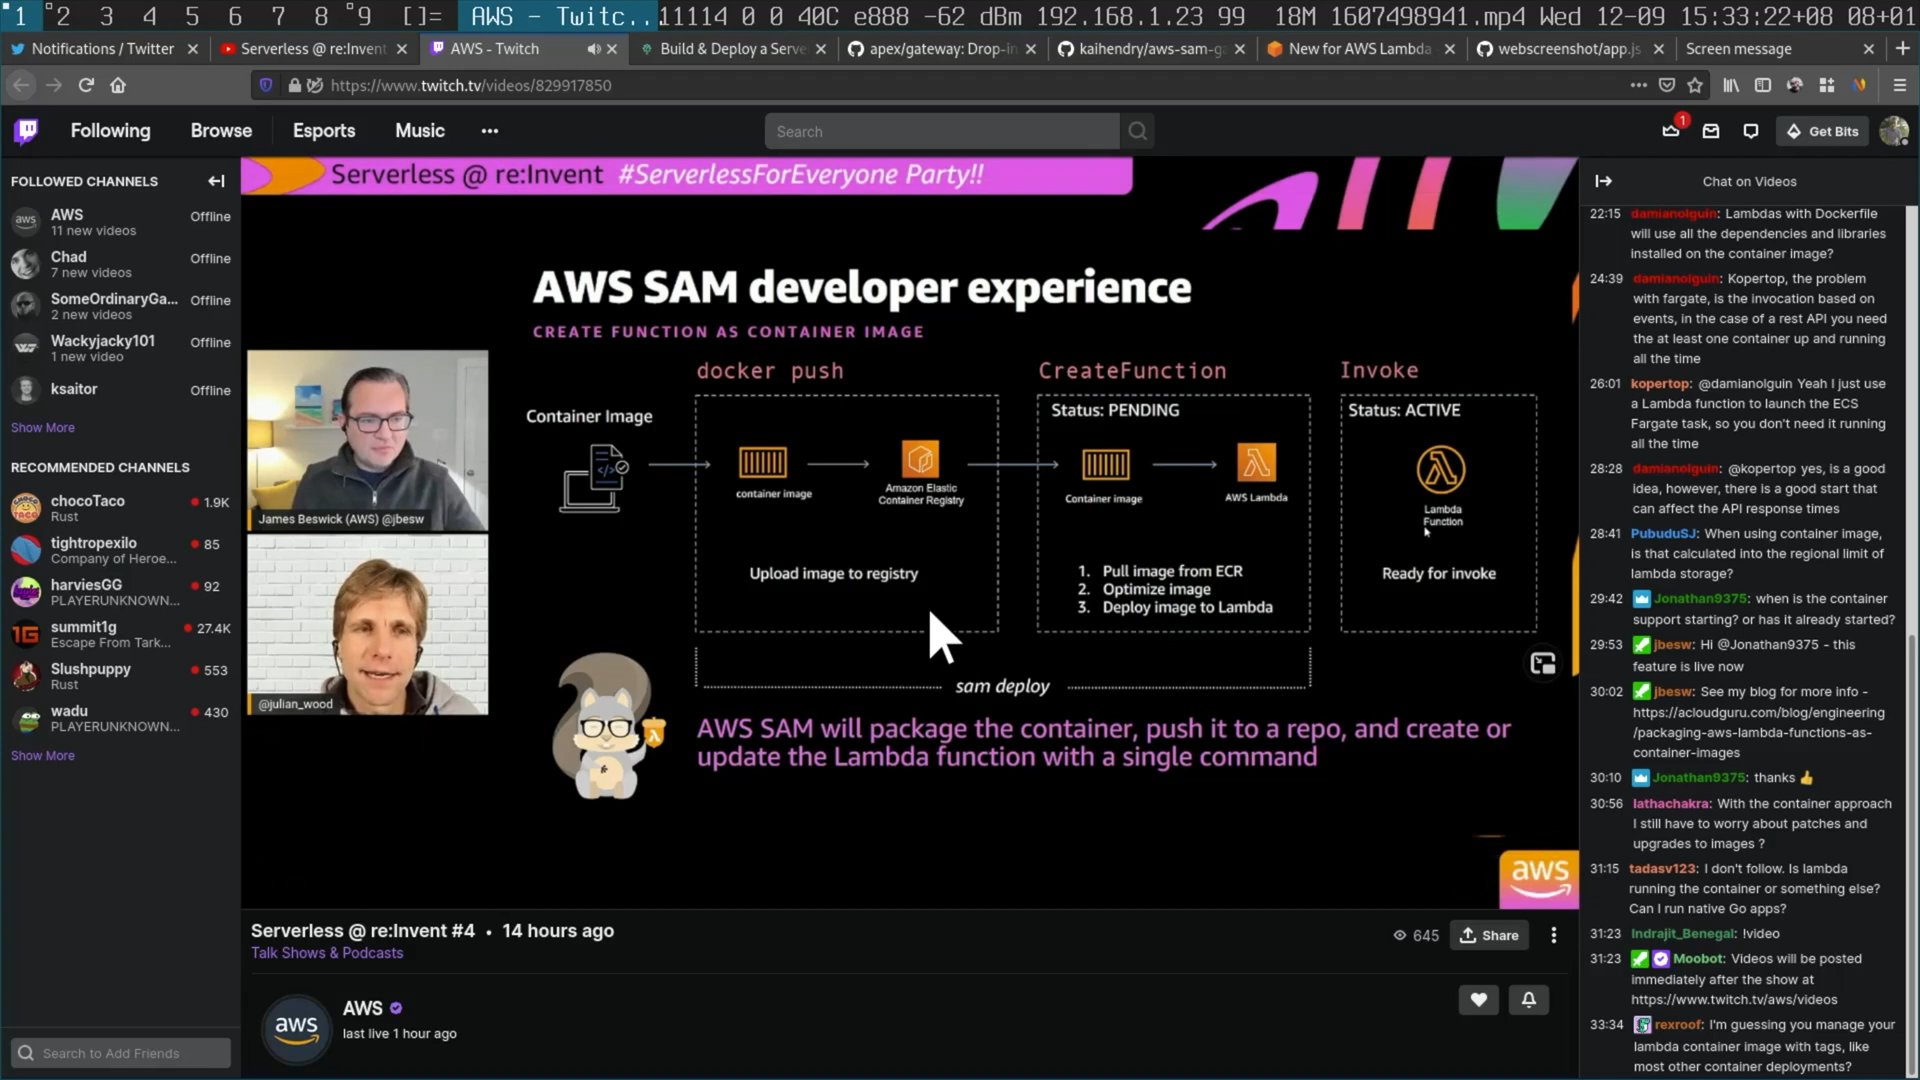 1 2 3 4 5 6 7 8 9 []= AWS - Twitc... 11114 0 0 40C e888 -62 dBm 192.168.1.23 99 18M 1607498941.mp4 Wed 12-09 15:33:22+08 08+01
Notifications / Twitter
Serverless @ re:Invent
AWS - Twitch
Build & Deploy a Serve
apex/gateway: Drop-in
kaihendry/aws-sam-ga
New for AWS Lambda
webscreenshot/app.js
Screen message
https://www.twitch.tv/videos/829917850
Following
Browse
Esports
Music
Search
1
Get Bits
FOLLOWED CHANNELS
AWS
Offline
11 new videos
Chad
Offline
7 new videos
SomeOrdinaryGa...
Offline
2 new videos
Wackyjacky101
Offline
1 new video
ksaitor
Offline
Show More
RECOMMENDED CHANNELS
chocoTaco
1.9K
Rust
tightropexilo
85
Company of Heroe...
harviesGG
92
PLAYERUNKNOWN...
summit1g
27.4K
Escape From Tark...
Slushpuppy
553
Rust
wadu
430
PLAYERUNKNOWN...
Show More
Search to Add Friends
Serverless @ re:Invent #ServerlessForEveryone Party!!
AWS SAM developer experience
CREATE FUNCTION AS CONTAINER IMAGE
docker push
CreateFunction
Invoke
Container Image
Status: PENDING
Status: ACTIVE
container image
Amazon Elastic
Container Registry
Container image
AWS Lambda
Lambda
Function
Upload image to registry
1. Pull image from ECR
2. Optimize image
3. Deploy image to Lambda
Ready for invoke
sam deploy
AWS SAM will package the container, push it to a repo, and create or
update the Lambda function with a single command
James Beswick (AWS) @jbesw
@julian_wood
aws
Serverless @ re:Invent #4 • 14 hours ago
Talk Shows & Podcasts
645
Share
aws
AWS
last live 1 hour ago
Chat on Videos
22:15 damianolguin: Lambdas with Dockerfile
will use all the dependencies and libraries
installed on the container image?
24:39 damianolguin: Kopertop, the problem
with fargate, is the invocation based on
events, in the case of a rest API you need
the at least one container up and running
all the time
26:01 kopertop: @damianolguin Yeah I just use
a Lambda function to launch the ECS
Fargate task, so you don't need it running
all the time
28:28 damianolguin: @kopertop yes, is a good
idea, however, there is a good start that
can affect the API response times
28:41 PubuduSJ: When using container image,
is that calculated into the regional limit of
lambda storage?
29:42 Jonathan9375: when is the container
support starting? or has it already started?
29:53 jbesw: Hi @Jonathan9375 - this
feature is live now
30:02 jbesw: See my blog for more info -
https://acloudguru.com/blog/engineering
/packaging-aws-lambda-functions-as-
container-images
30:10 Jonathan9375: thanks 👍
30:56 lathachakra: With the container approach
I still have to worry about patches and
upgrades to images ?
31:15 tadasv123: I don't follow. Is lambda
running the container or something else?
Can I run native Go apps?
31:23 Indrajit_Benegal: !video
31:23 Moobot: Videos will be posted
immediately after the show at
https://www.twitch.tv/aws/videos
33:34 rexroof: I'm guessing you manage your
lambda container image with tags, like
most other container deployments?